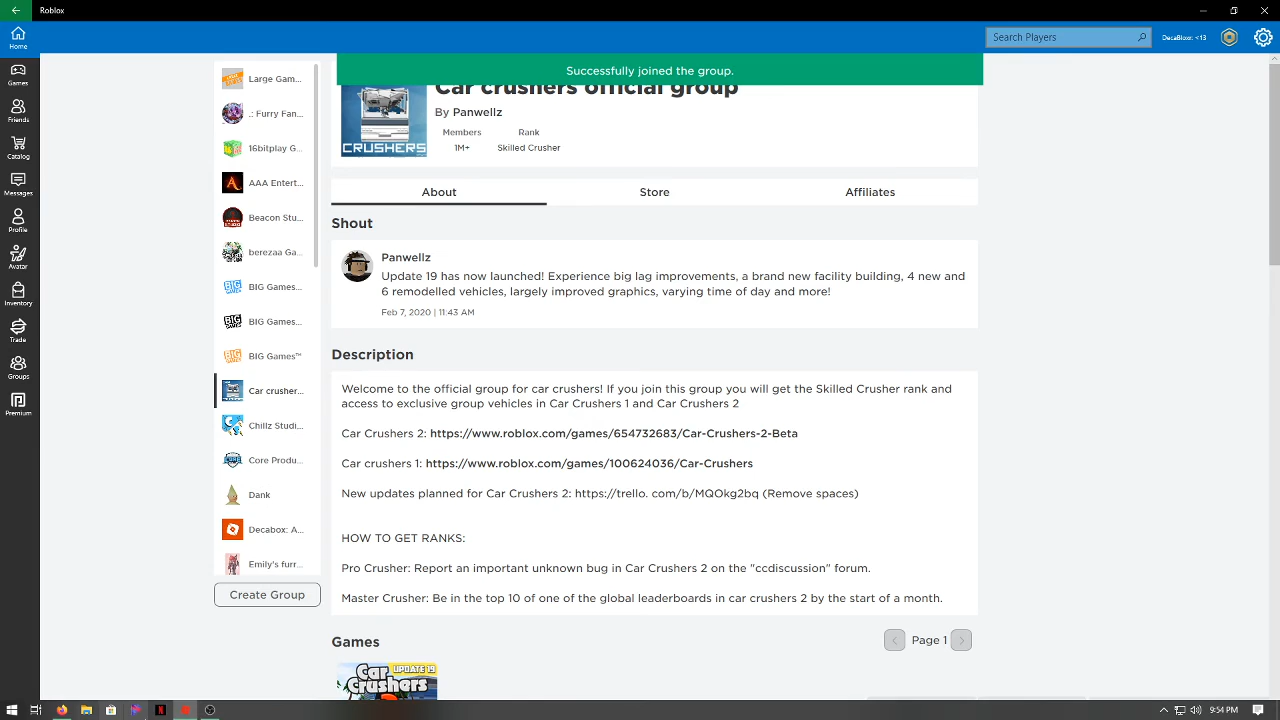 Roblox
Home
Search Players
DecaBloxr: <13
Games
Friends
Catalog
Messages
Profile
Avatar
Inventory
Trade
Groups
Premium
Large Gam...
.: Furry Fan...
16bitplay G...
AAA Entert...
Beacon Stu...
berezaa Ga...
BIG Games...
BIG Games...
BIG Games™
Car crusher...
Chillz Studi...
Core Produ...
Dank
Decabox: A...
Emily's furr...
Create Group
Successfully joined the group.
Car crushers official group
By Panwellz
Members Rank
1M+ Skilled Crusher
CRUSHERS
About Store Affiliates
Shout
Panwellz
Update 19 has now launched! Experience big lag improvements, a brand new facility building, 4 new and
6 remodelled vehicles, largely improved graphics, varying time of day and more!
Feb 7, 2020 | 11:43 AM
Description
Welcome to the official group for car crushers! If you join this group you will get the Skilled Crusher rank and
access to exclusive group vehicles in Car Crushers 1 and Car Crushers 2
Car Crushers 2: https://www.roblox.com/games/654732683/Car-Crushers-2-Beta
Car crushers 1: https://www.roblox.com/games/100624036/Car-Crushers
New updates planned for Car Crushers 2: https://trello. com/b/MQOkg2bq (Remove spaces)
HOW TO GET RANKS:
Pro Crusher: Report an important unknown bug in Car Crushers 2 on the "ccdiscussion" forum.
Master Crusher: Be in the top 10 of one of the global leaderboards in car crushers 2 by the start of a month.
Games
Page 1
Car
Crushers
UPDATE 19
9:54 PM